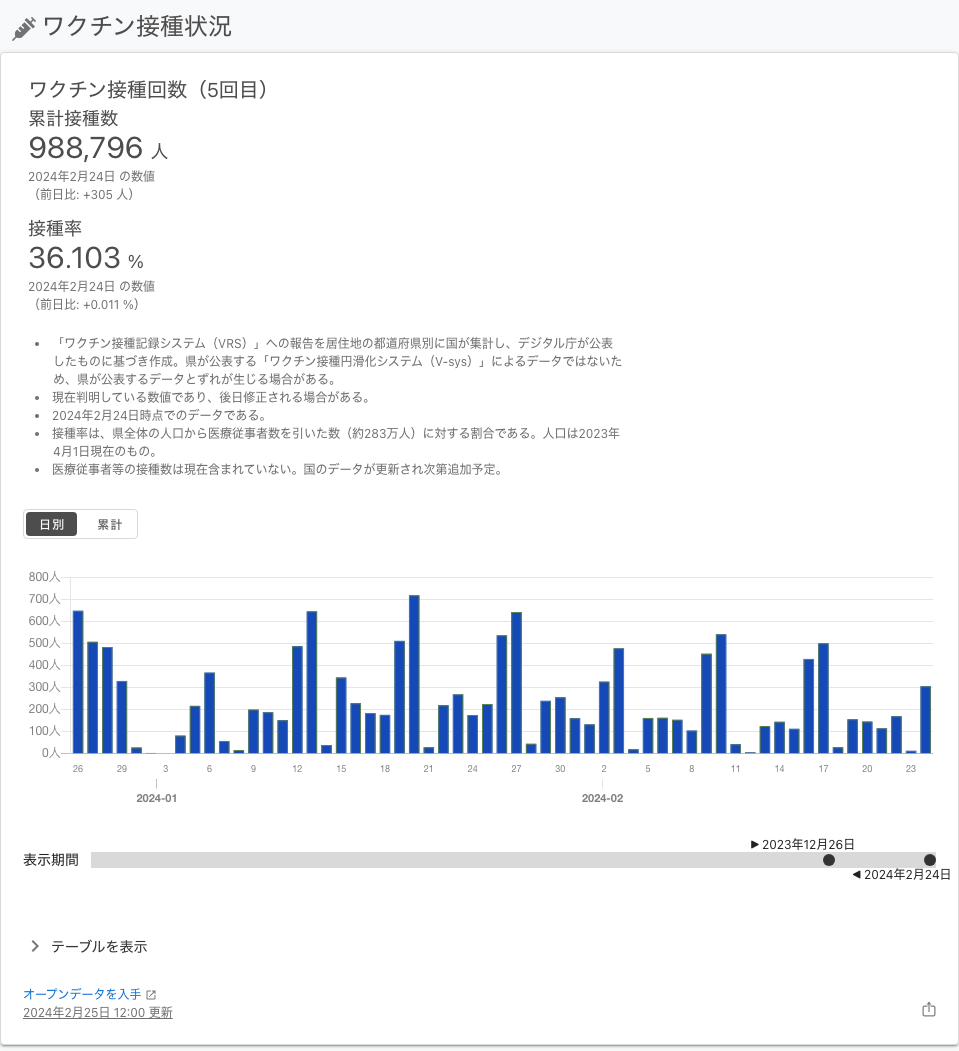 ワクチン接種状況
ワクチン接種回数（5回目）
累計接種数
988,796 人
2024年2月24日 の数値
（前日比: +305 人）
接種率
36.103 %
2024年2月24日 の数値
（前日比: +0.011 %）
「ワクチン接種記録システム（VRS）」への報告を居住地の都道府県別に国が集計し、デジタル庁が公表
したものに基づき作成。県が公表する「ワクチン接種円滑化システム（V-sys）」によるデータではないた
め、県が公表するデータとずれが生じる場合がある。
現在判明している数値であり、後日修正される場合がある。
2024年2月24日時点でのデータである。
接種率は、県全体の人口から医療従事者数を引いた数（約283万人）に対する割合である。人口は2023年
4月1日現在のもの。
医療従事者等の接種数は現在含まれていない。国のデータが更新され次第追加予定。
日別 累計
800人
700人
600人
500人
400人
300人
200人
100人
0人
26 29 3 6 9 12 15 18 21 24 27 30 2 5 8 11 14 17 20 23
2024-01 2024-02
2023年12月26日
表示期間
2024年2月24日
テーブルを表示
オープンデータを入手
2024年2月25日 12:00 更新